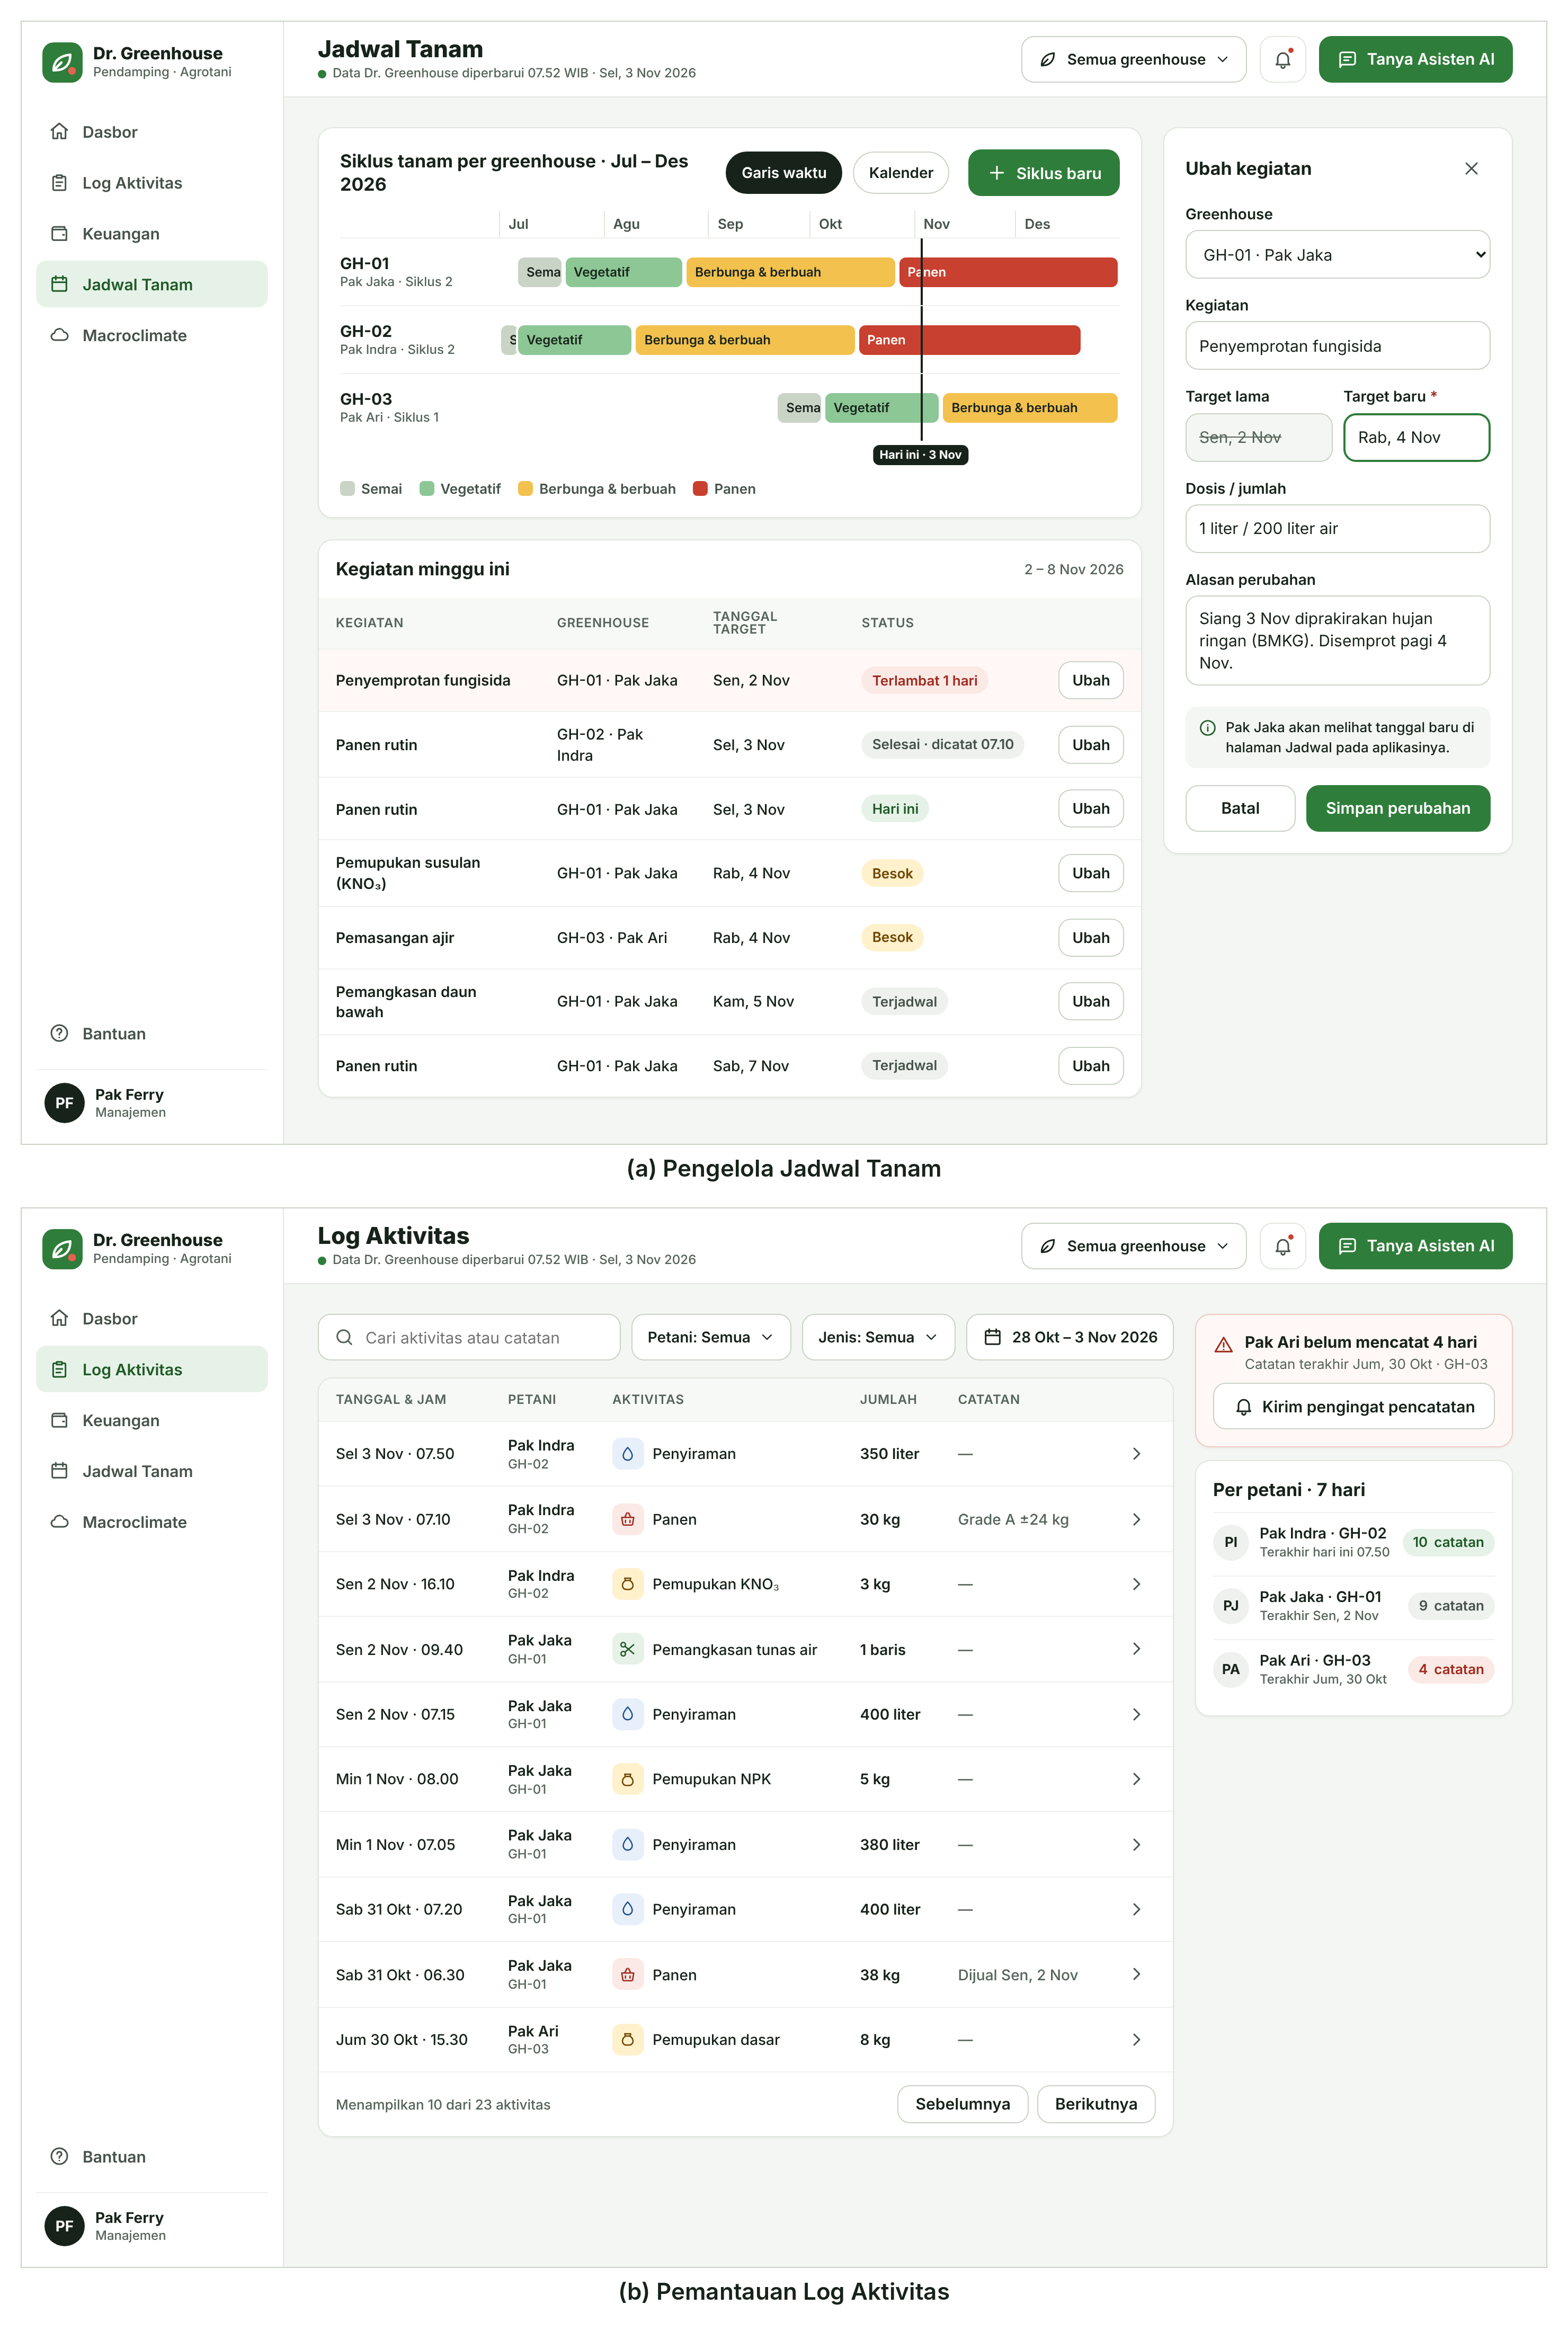 Dr. Greenhouse
Pendamping · Agrotani
Dasbor
Log Aktivitas
Keuangan
Jadwal Tanam
Macroclimate
Bantuan
PF
Pak Ferry
Manajemen
Jadwal Tanam
Data Dr. Greenhouse diperbarui 07.52 WIB · Sel, 3 Nov 2026
Semua greenhouse
Tanya Asisten AI
Siklus tanam per greenhouse · Jul – Des
2026
Garis waktu
Kalender
Siklus baru
Jul Agu Sep Okt Nov Des
GH-01
Pak Jaka · Siklus 2
Sema Vegetatif Berbunga & berbuah Panen
GH-02
Pak Indra · Siklus 2
S Vegetatif Berbunga & berbuah Panen
GH-03
Pak Ari · Siklus 1
Sema Vegetatif Berbunga & berbuah
Hari ini · 3 Nov
Semai Vegetatif Berbunga & berbuah Panen
Kegiatan minggu ini
2 – 8 Nov 2026
KEGIATAN GREENHOUSE TANGGAL TARGET STATUS
Penyemprotan fungisida GH-01 · Pak Jaka Sen, 2 Nov Terlambat 1 hari Ubah
Panen rutin GH-02 · Pak Indra Sel, 3 Nov Selesai · dicatat 07.10 Ubah
Panen rutin GH-01 · Pak Jaka Sel, 3 Nov Hari ini Ubah
Pemupukan susulan (KNO₃) GH-01 · Pak Jaka Rab, 4 Nov Besok Ubah
Pemasangan ajir GH-03 · Pak Ari Rab, 4 Nov Besok Ubah
Pemangkasan daun bawah GH-01 · Pak Jaka Kam, 5 Nov Terjadwal Ubah
Panen rutin GH-01 · Pak Jaka Sab, 7 Nov Terjadwal Ubah
Ubah kegiatan
Greenhouse
GH-01 · Pak Jaka
Kegiatan
Penyemprotan fungisida
Target lama Target baru *
Sen, 2 Nov Rab, 4 Nov
Dosis / jumlah
1 liter / 200 liter air
Alasan perubahan
Siang 3 Nov diprakirakan hujan
ringan (BMKG). Disemprot pagi 4
Nov.
Pak Jaka akan melihat tanggal baru di
halaman Jadwal pada aplikasinya.
Batal
Simpan perubahan
(a) Pengelola Jadwal Tanam
Dr. Greenhouse
Pendamping · Agrotani
Dasbor
Log Aktivitas
Keuangan
Jadwal Tanam
Macroclimate
Bantuan
PF
Pak Ferry
Manajemen
Log Aktivitas
Data Dr. Greenhouse diperbarui 07.52 WIB · Sel, 3 Nov 2026
Semua greenhouse
Tanya Asisten AI
Cari aktivitas atau catatan
Petani: Semua
Jenis: Semua
28 Okt – 3 Nov 2026
TANGGAL & JAM PETANI AKTIVITAS JUMLAH CATATAN
Sel 3 Nov · 07.50 Pak Indra GH-02 Penyiraman 350 liter —
Sel 3 Nov · 07.10 Pak Indra GH-02 Panen 30 kg Grade A ±24 kg
Sen 2 Nov · 16.10 Pak Indra GH-02 Pemupukan KNO₃ 3 kg —
Sen 2 Nov · 09.40 Pak Jaka GH-01 Pemangkasan tunas air 1 baris —
Sen 2 Nov · 07.15 Pak Jaka GH-01 Penyiraman 400 liter —
Min 1 Nov · 08.00 Pak Jaka GH-01 Pemupukan NPK 5 kg —
Min 1 Nov · 07.05 Pak Jaka GH-01 Penyiraman 380 liter —
Sab 31 Okt · 07.20 Pak Jaka GH-01 Penyiraman 400 liter —
Sab 31 Okt · 06.30 Pak Jaka GH-01 Panen 38 kg Dijual Sen, 2 Nov
Jum 30 Okt · 15.30 Pak Ari GH-03 Pemupukan dasar 8 kg —
Menampilkan 10 dari 23 aktivitas
Sebelumnya
Berikutnya
Pak Ari belum mencatat 4 hari
Catatan terakhir Jum, 30 Okt · GH-03
Kirim pengingat pencatatan
Per petani · 7 hari
PI Pak Indra · GH-02 10 catatan
Terakhir hari ini 07.50
PJ Pak Jaka · GH-01 9 catatan
Terakhir Sen, 2 Nov
PA Pak Ari · GH-03 4 catatan
Terakhir Jum, 30 Okt
(b) Pemantauan Log Aktivitas